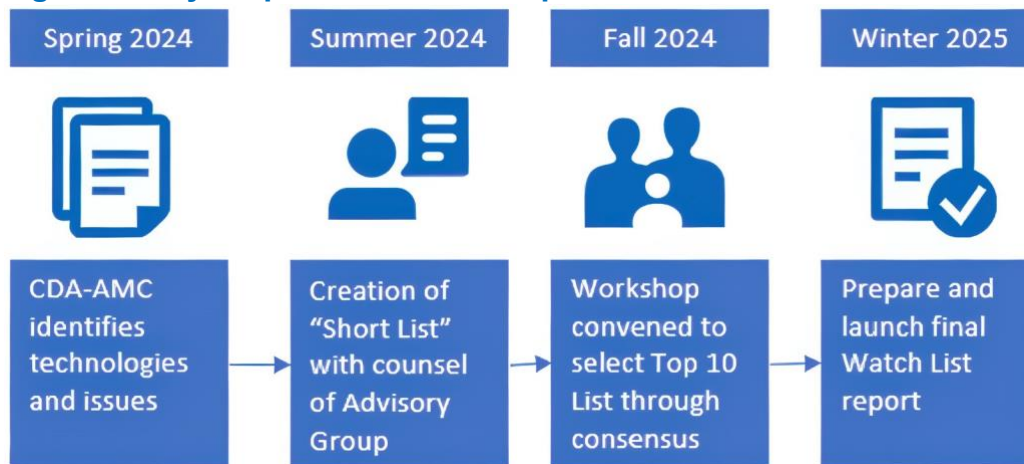 Spring 2024
Summer 2024
Fall 2024
Winter 2025
CDA-AMC
identifies
technologies
and issues
Creation of
“Short List”
with counsel
of Advisory
Group
Workshop
convened to
select Top 10
List through
consensus
Prepare and
launch final
Watch List
report